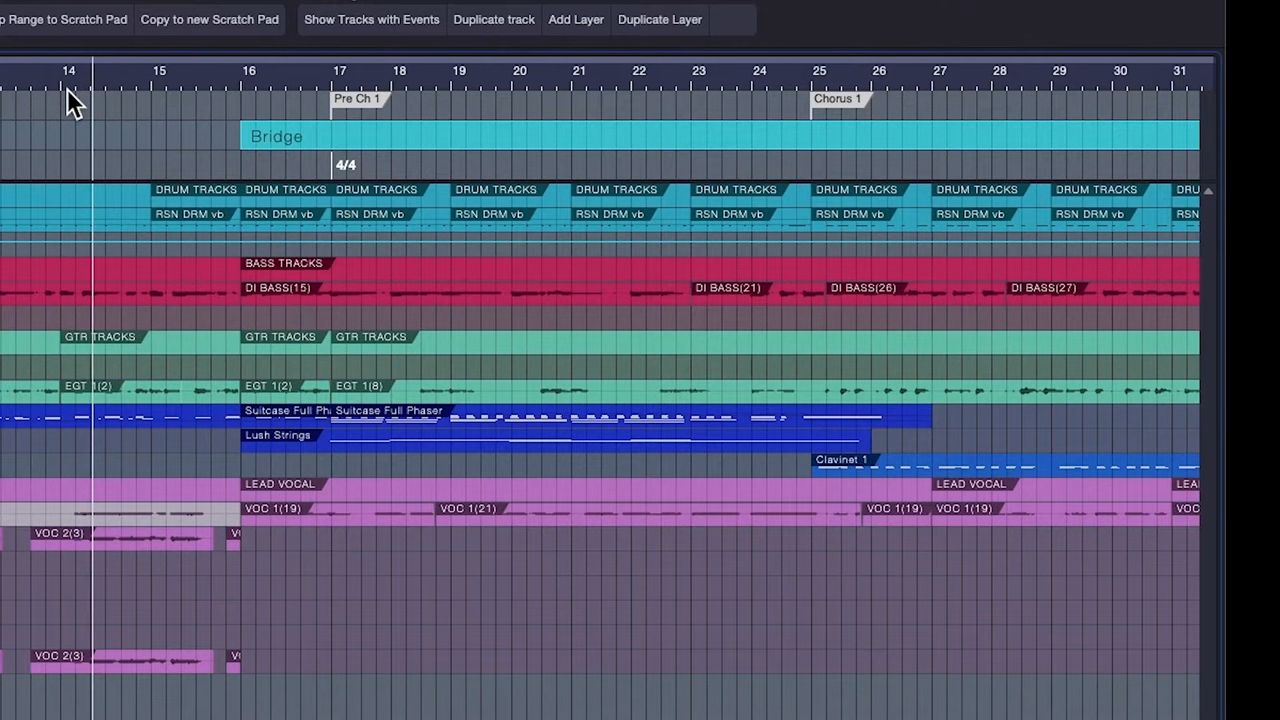 p Range to Scratch Pad Copy to new Scratch Pad Show Tracks with Events Duplicate track Add Layer Duplicate Layer
14 15 16 17 18 19 20 21 22 23 24 25 26 27 28 29 30 31
Pre Ch 1 Chorus 1
Bridge
4/4
DRUM TRACKS DRUM TRACKS DRUM TRACKS DRUM TRACKS DRUM TRACKS DRUM TRACKS DRUM TRACKS DRUM TRACKS DRUM TRACKS DRU
RSN DRM vb RSN DRM vb RSN DRM vb RSN DRM vb RSN DRM vb RSN DRM vb RSN DRM vb RSN DRM vb RSN DRM vb RSN
BASS TRACKS
DI BASS(15) DI BASS(21) DI BASS(26) DI BASS(27)
GTR TRACKS GTR TRACKS GTR TRACKS
EGT 1(2) EGT 1(2) EGT 1(8)
Suitcase Full Pha Suitcase Full Phaser
Lush Strings
Clavinet 1
LEAD VOCAL LEAD VOCAL LEA
VOC 1(19) VOC 1(21) VOC 1(19) VOC 1(19) VOC
VOC 2(3)
VOC 2(3)